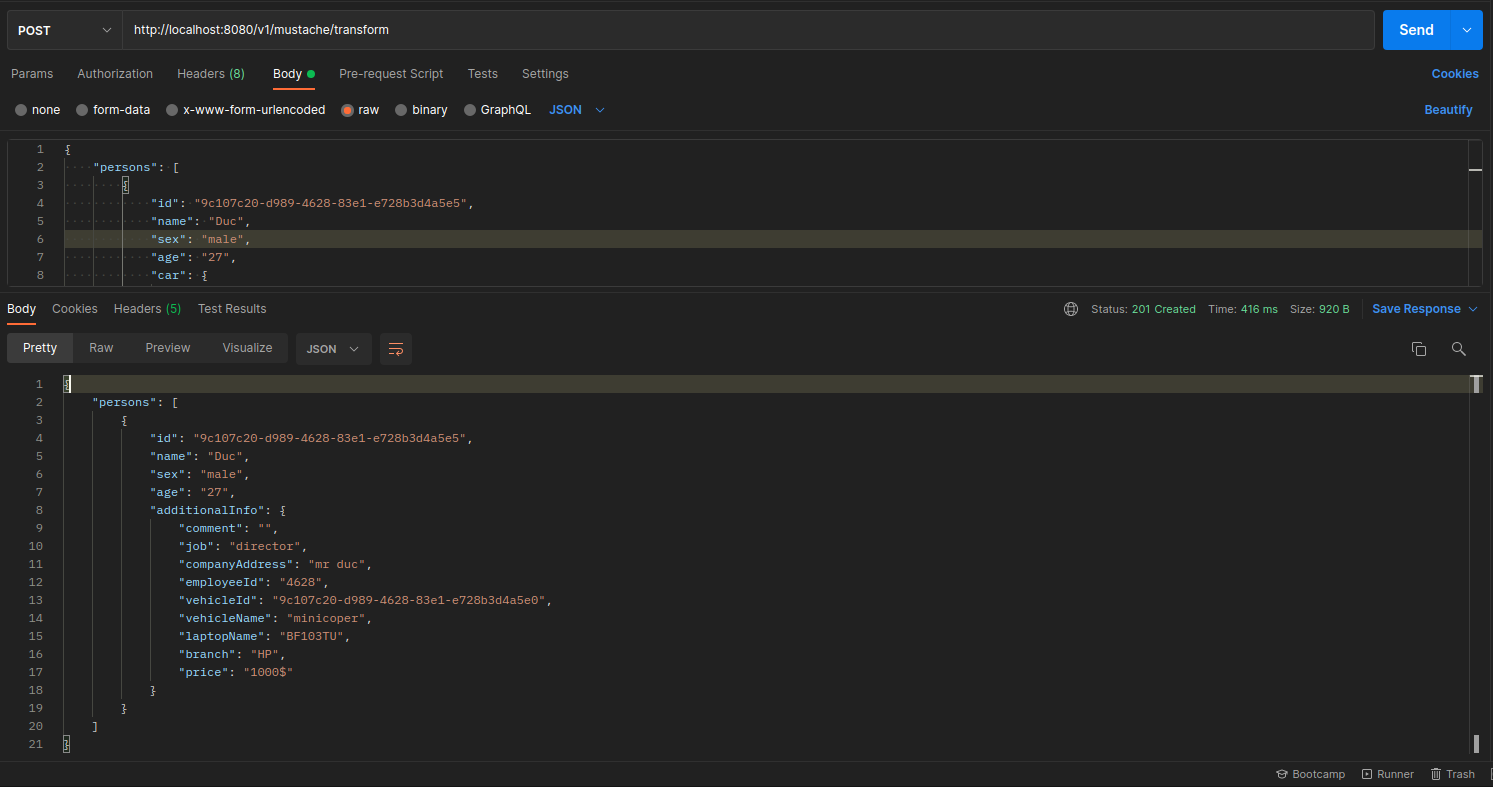 POST http://localhost:8080/v1/mustache/transform Send
Params Authorization Headers (8) Body Pre-request Script Tests Settings Cookies
none form-data x-www-form-urlencoded raw binary GraphQL JSON Beautify
1 {
2 "persons": [
3 {
4 "id": "9c107c20-d989-4628-83e1-e728b3d4a5e5",
5 "name": "Duc",
6 "sex": "male",
7 "age": "27",
8 "car": {
Body Cookies Headers (5) Test Results Status: 201 Created Time: 416 ms Size: 920 B Save Response
Pretty Raw Preview Visualize JSON
1 {
2 "persons": [
3 {
4 "id": "9c107c20-d989-4628-83e1-e728b3d4a5e5",
5 "name": "Duc",
6 "sex": "male",
7 "age": "27",
8 "additionalInfo": {
9 "comment": "",
10 "job": "director",
11 "companyAddress": "mr duc",
12 "employeeId": "4628",
13 "vehicleId": "9c107c20-d989-4628-83e1-e728b3d4a5e0",
14 "vehicleName": "minicoper",
15 "laptopName": "BF103TU",
16 "branch": "HP",
17 "price": "1000$"
18 }
19 }
20 ]
21 }
Bootcamp Runner Trash